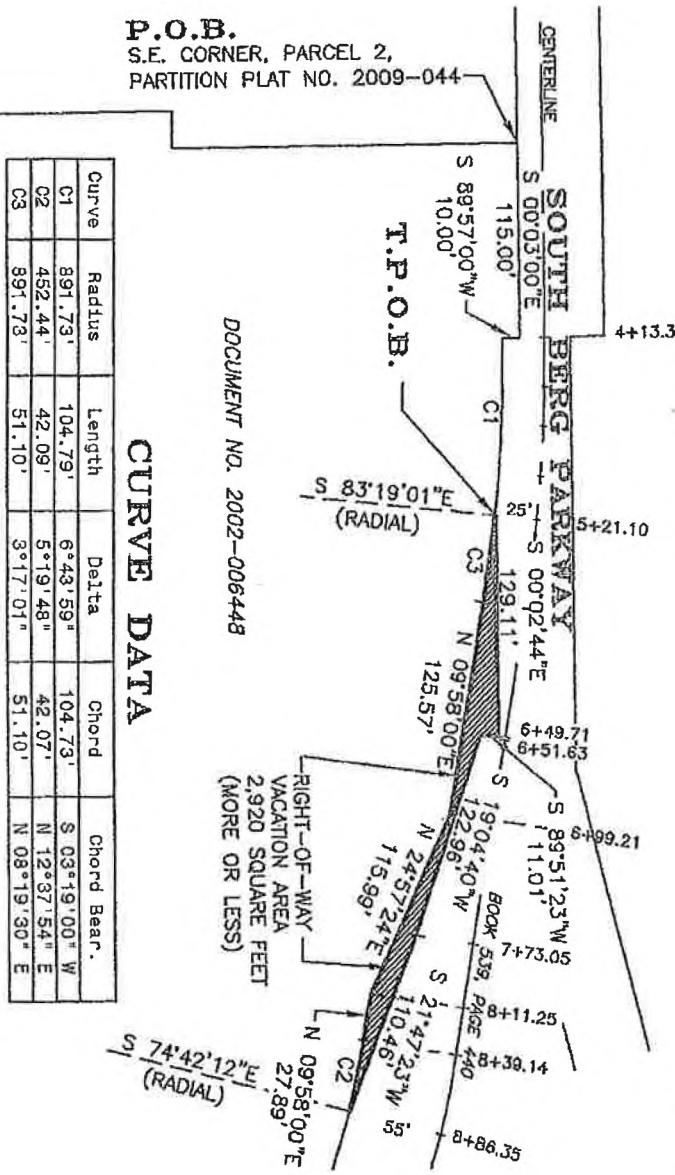 P.O.B.
S.E. CORNER, PARCEL 2,
PARTITION PLAT NO. 2009-044
CENTERLINE
SOUTH BERG PARKWAY
S 00°03'00"E
115.00'
S 89°57'00"W
10.00'
T.P.O.B.
4+13.3
C1
S 83°19'01"E
(RADIAL)
25'
5+21.10
S 00°02'44"E
129.11'
C3
N 09°58'00"E
125.57'
6+49.71
6+51.63
S 89°51'23"W
11.01'
6+99.21
S 19°04'40"W
122.96'
BOOK 539, PAGE 440
7+73.05
N 24°57'24"E
115.99'
8+11.25
S 21°47'23"W
110.46'
8+39.14
RIGHT-OF-WAY
VACATION AREA
2,920 SQUARE FEET
(MORE OR LESS)
N 09°58'00"E
27.89'
C2
55'
8+86.35
S 74°42'12"E
(RADIAL)
DOCUMENT NO. 2002-006448
CURVE DATA
Curve Radius Length Delta Chord Chord Bear.
C1 891.73' 104.79' 6°43'59" 104.73' S 03°19'00" W
C2 452.44' 42.09' 5°19'48" 42.07' N 12°37'54" E
C3 891.73' 51.10' 3°17'01" 51.10' N 08°19'30" E